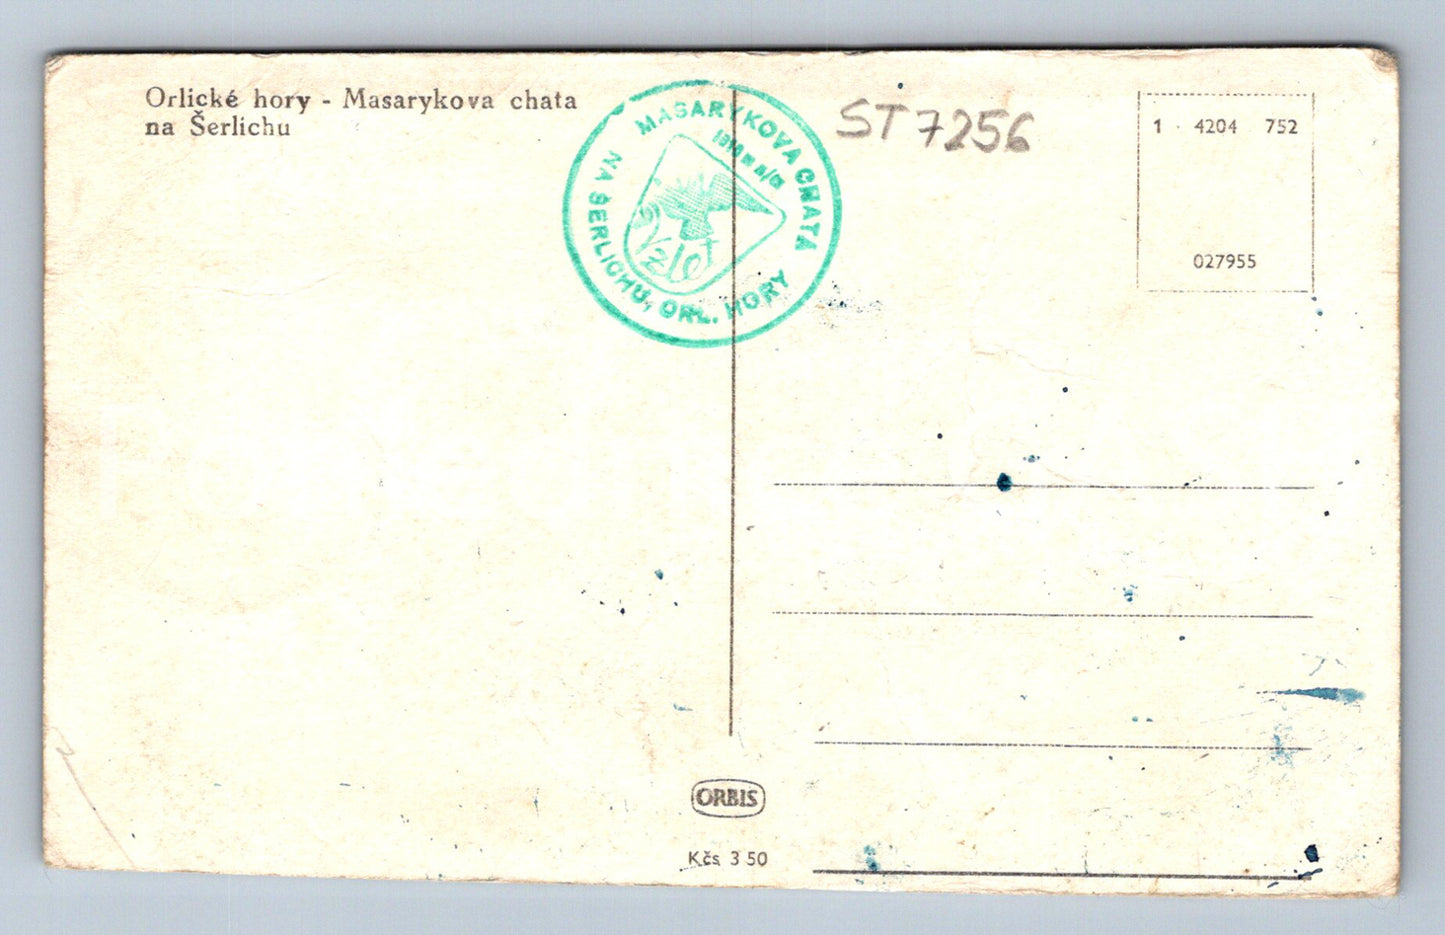 Orlické hory - Masarykova chata
na Šerlichu
MASARYKOVA CHATA
NA ŠERLICHU, ORL. HORY
ST 7256
1 4204 752
027955
ORBIS
Kčs 3 50